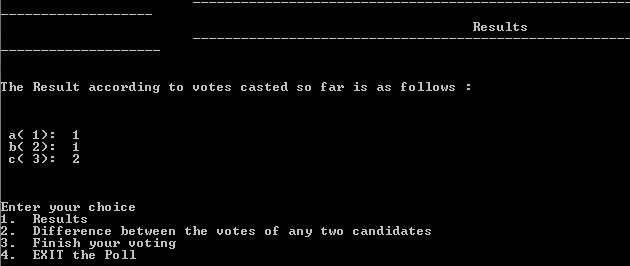 Results
The Result according to votes casted so far is as follows :
a( 1): 1
b( 2): 1
c( 3): 2
Enter your choice
1. Results
2. Difference between the votes of any two candidates
3. Finish your voting
4. EXIT the Poll